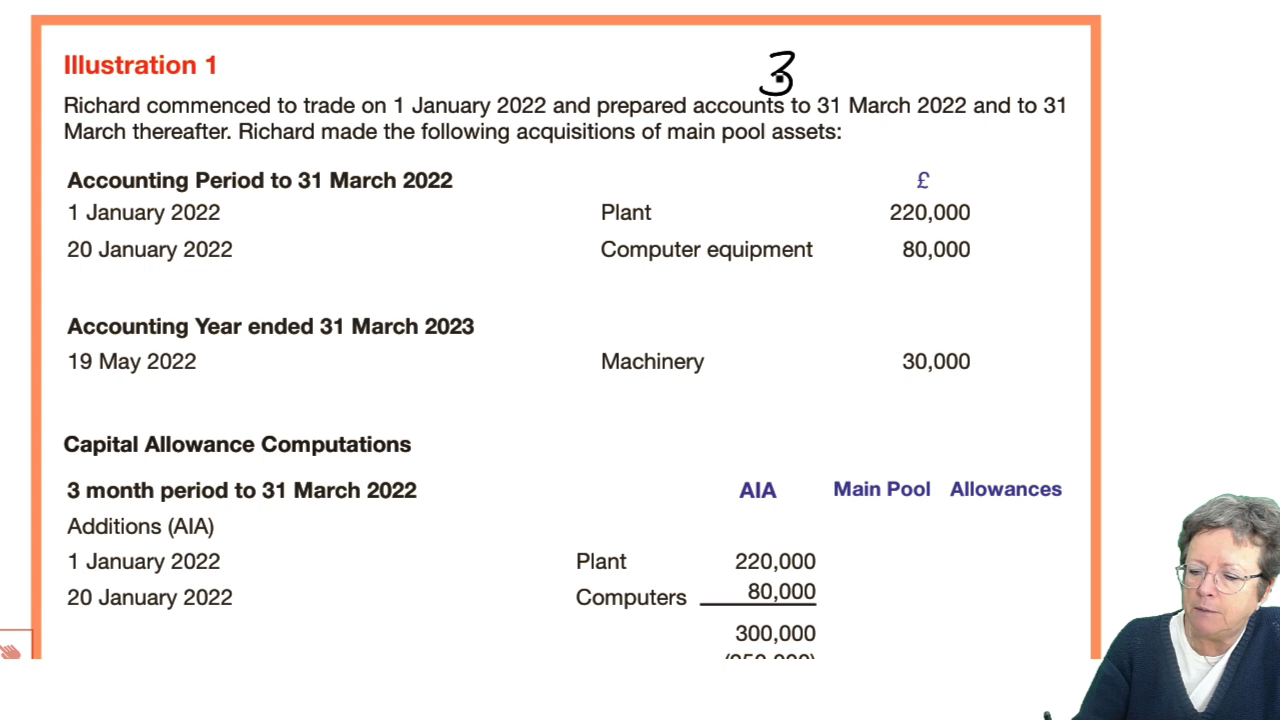 Illustration 1
3
Richard commenced to trade on 1 January 2022 and prepared accounts to 31 March 2022 and to 31
March thereafter. Richard made the following acquisitions of main pool assets:
Accounting Period to 31 March 2022 £
1 January 2022 Plant 220,000
20 January 2022 Computer equipment 80,000
Accounting Year ended 31 March 2023
19 May 2022 Machinery 30,000
Capital Allowance Computations
3 month period to 31 March 2022 AIA Main Pool Allowances
Additions (AIA)
1 January 2022 Plant 220,000
20 January 2022 Computers 80,000
300,000